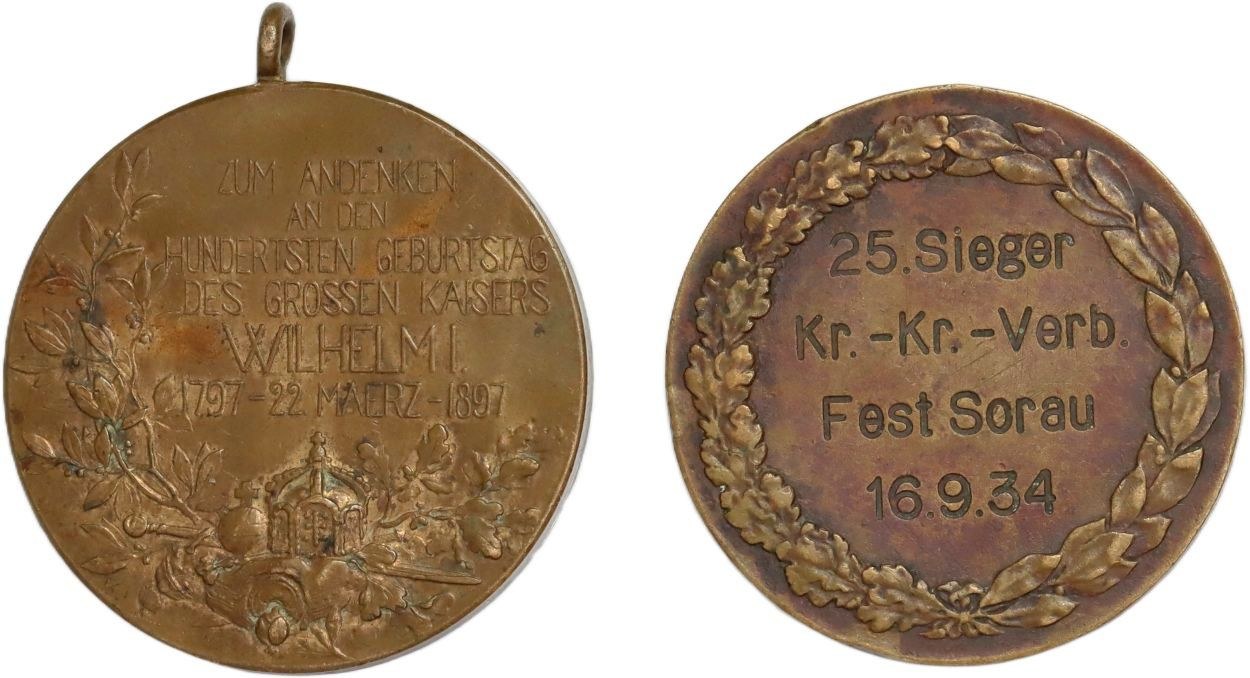 ZUM ANDENKEN
AN DEN
HUNDERTSTEN GEBURTSTAG
DES GROSSEN KAISERS
WILHELM I.
1797-22 MAERZ-1897
25.Sieger
Kr.-Kr.-Verb.
Fest Sorau
16.9.34